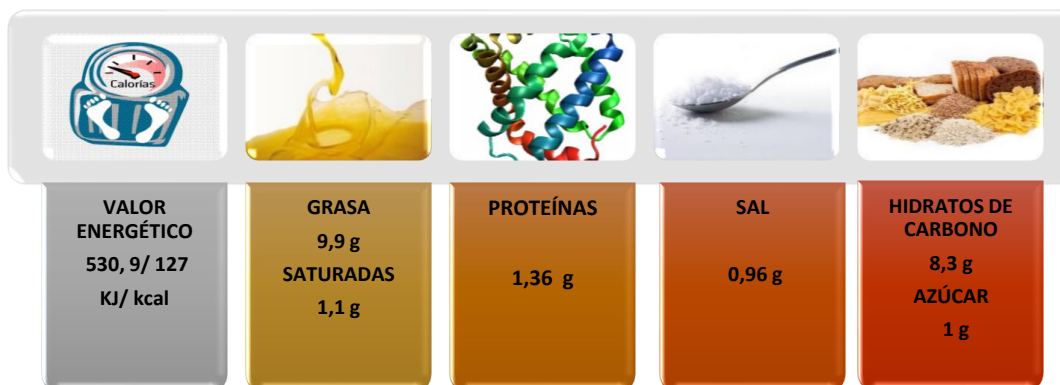 Calorías
VALOR
ENERGÉTICO
530, 9/ 127
KJ/ kcal
GRASA
9,9 g
SATURADAS
1,1 g
PROTEÍNAS
1,36 g
SAL
0,96 g
HIDRATOS DE
CARBONO
8,3 g
AZÚCAR
1 g